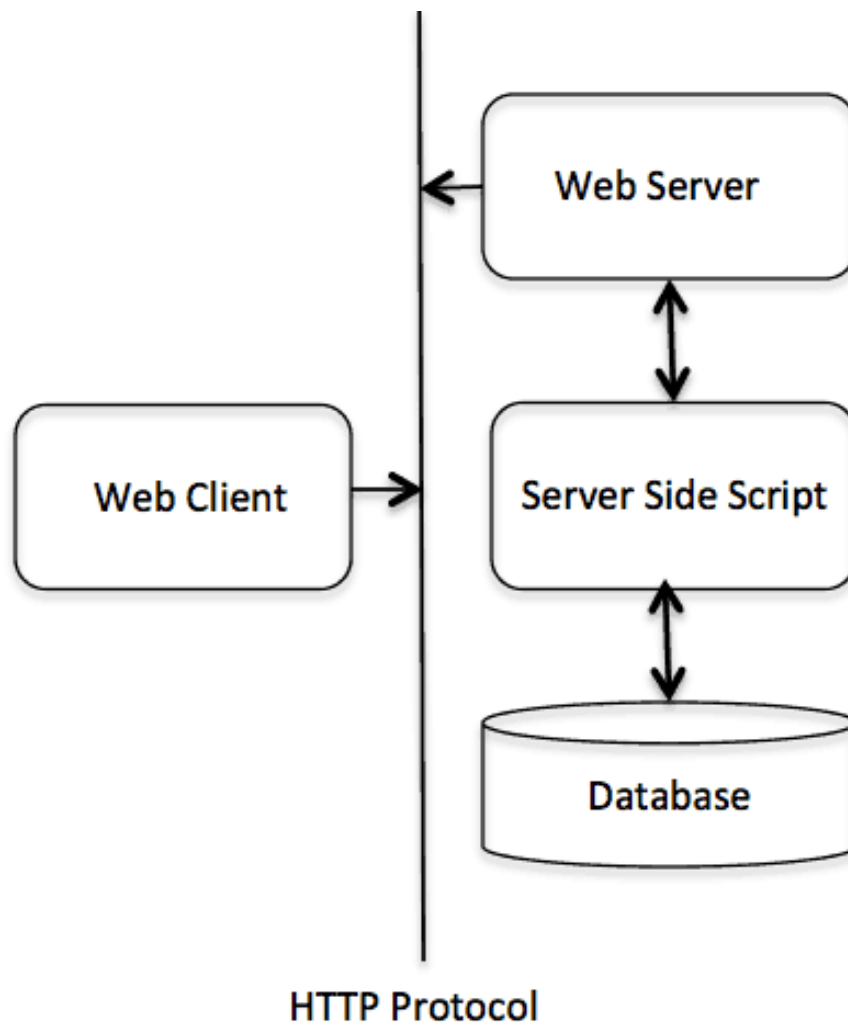 Web Server
Web Client
Server Side Script
Database
HTTP Protocol